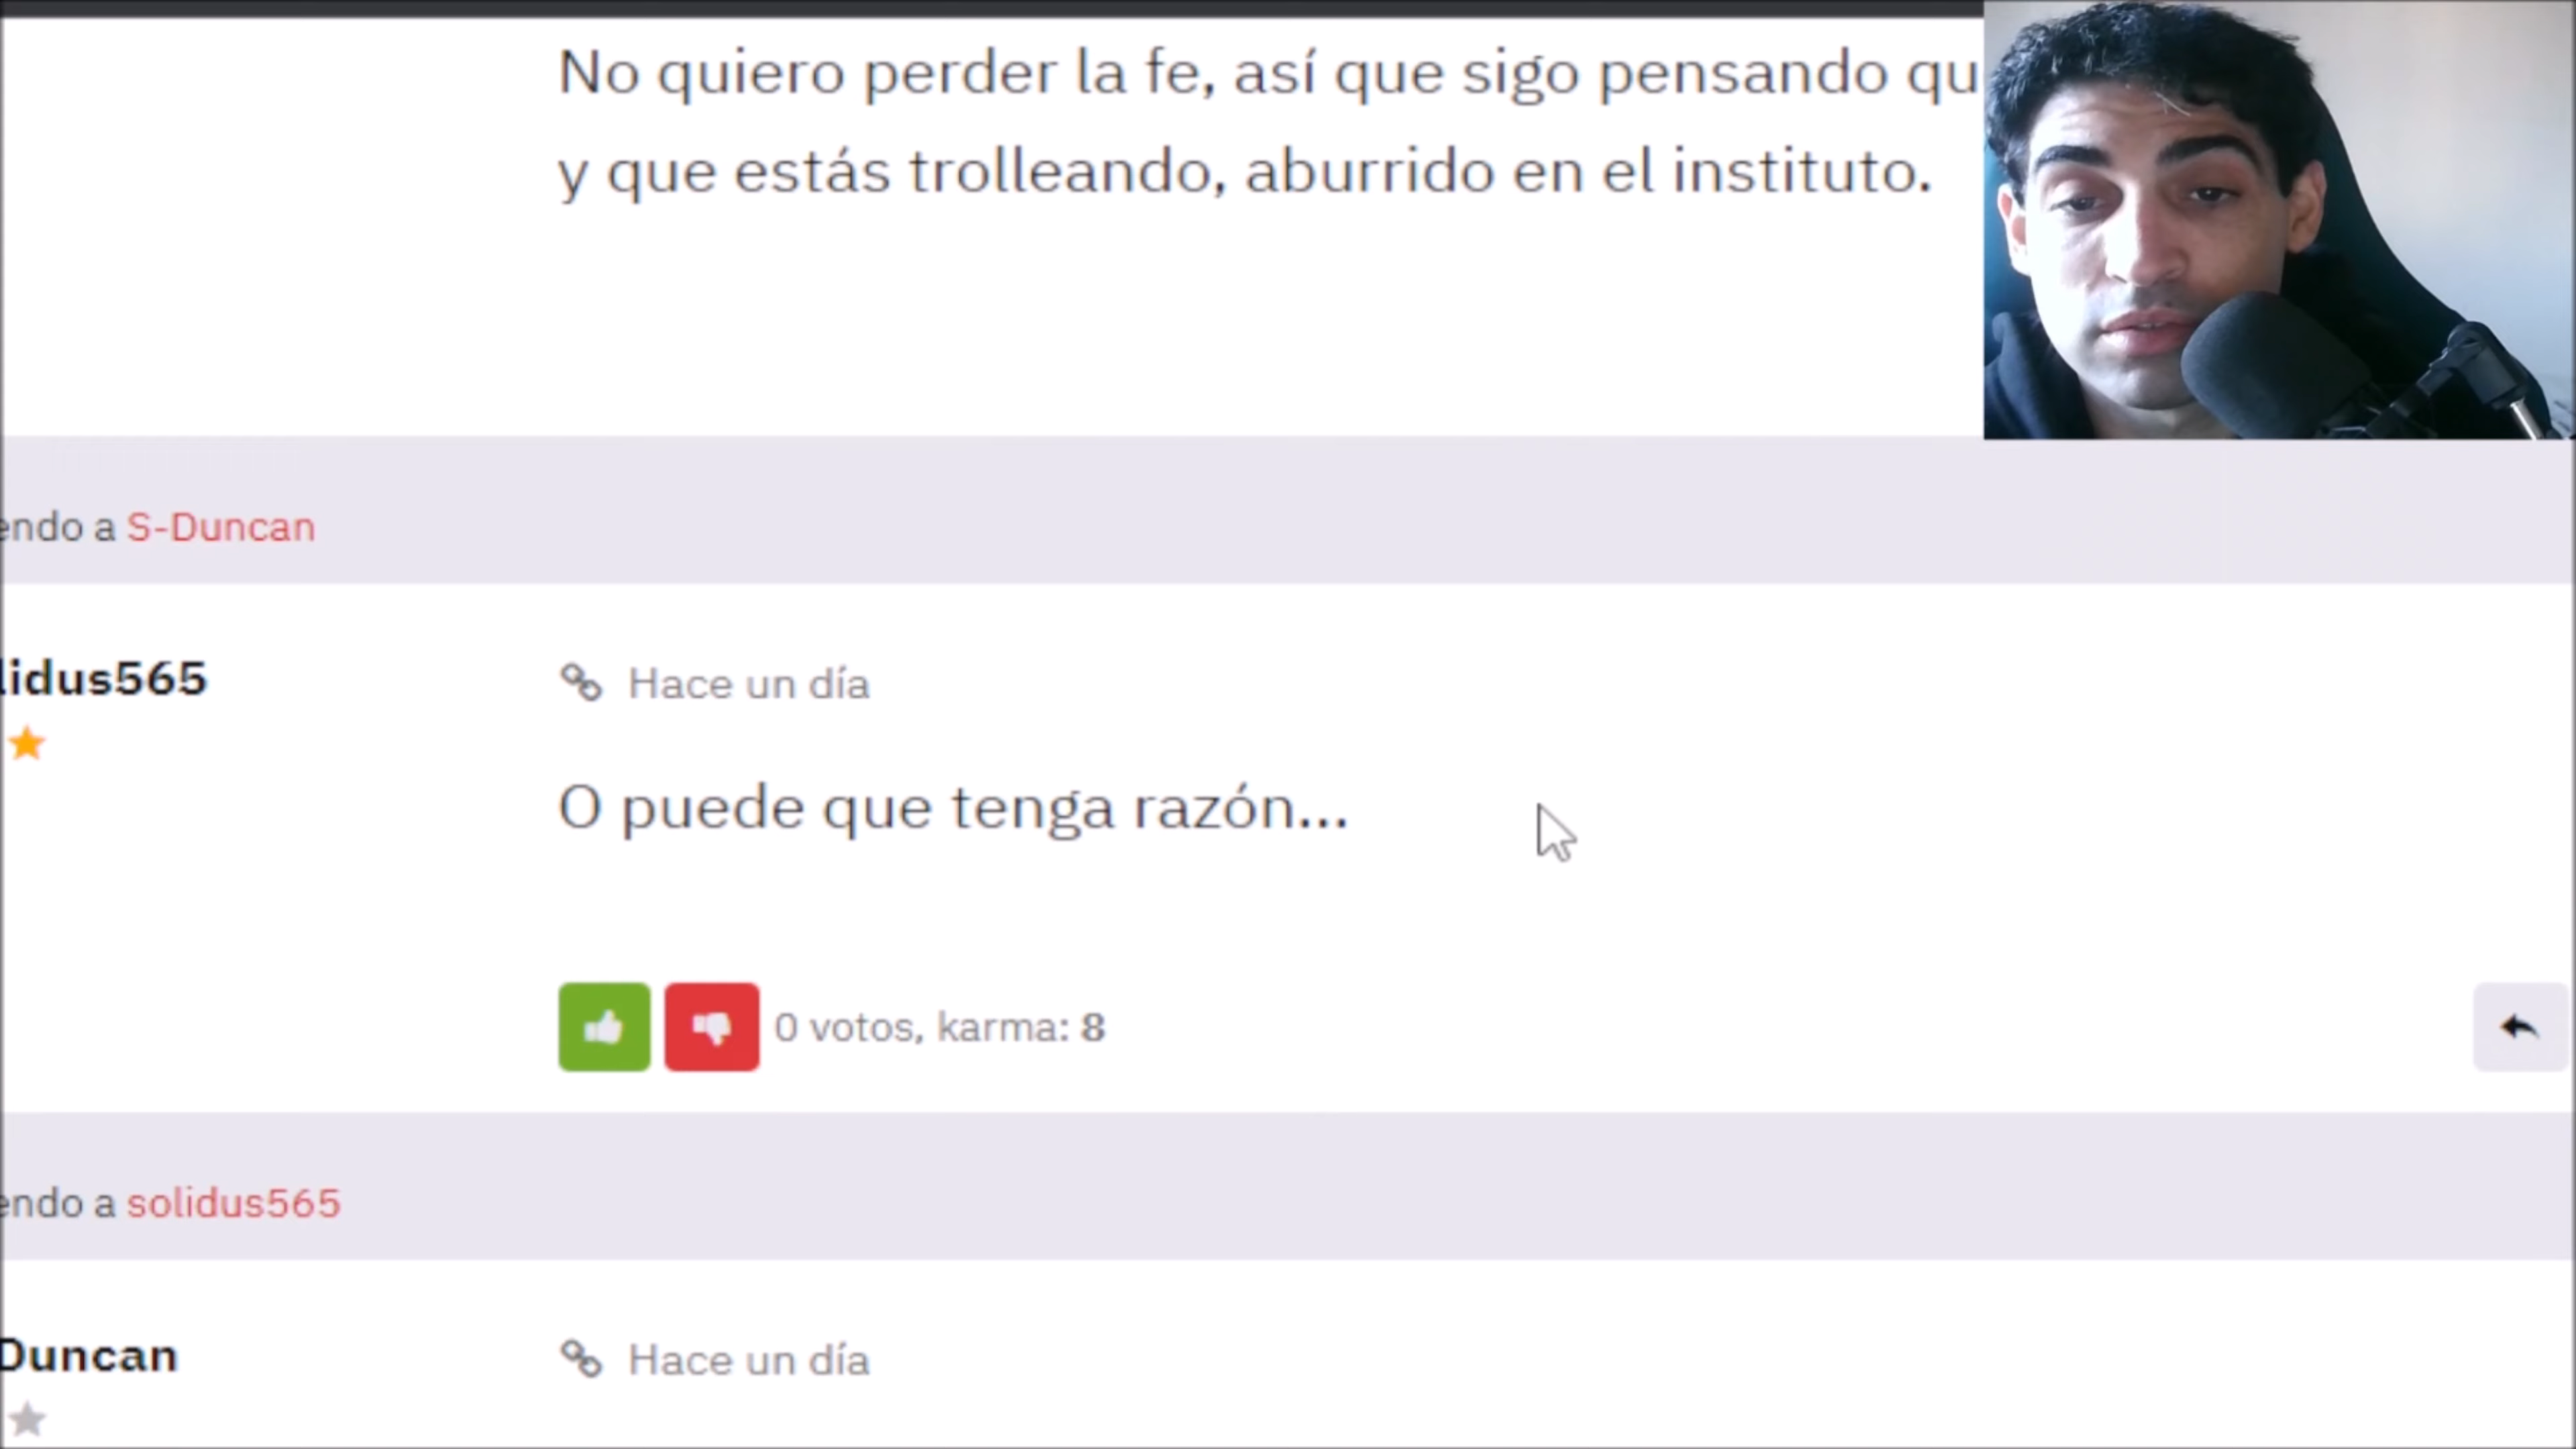 No quiero perder la fe, así que sigo pensando qu
y que estás trolleando, aburrido en el instituto.
endo a S-Duncan
lidus565
Hace un día
O puede que tenga razón...
0 votos, karma: 8
endo a solidus565
Duncan
Hace un día